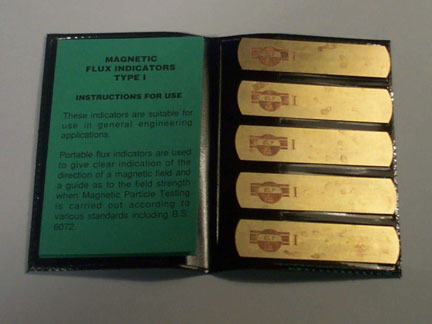 MAGNETIC
FLUX INDICATORS
TYPE I
INSTRUCTIONS FOR USE
These indicators are suitable for
use in general engineering
applications.
Portable flux indicators are used
to give clear indication of the
direction of a magnetic field and
a guide as to the field strength
when Magnetic Particle Testing
is carried out according to
various standards including B.S.
6072.
I
I
I
I
I